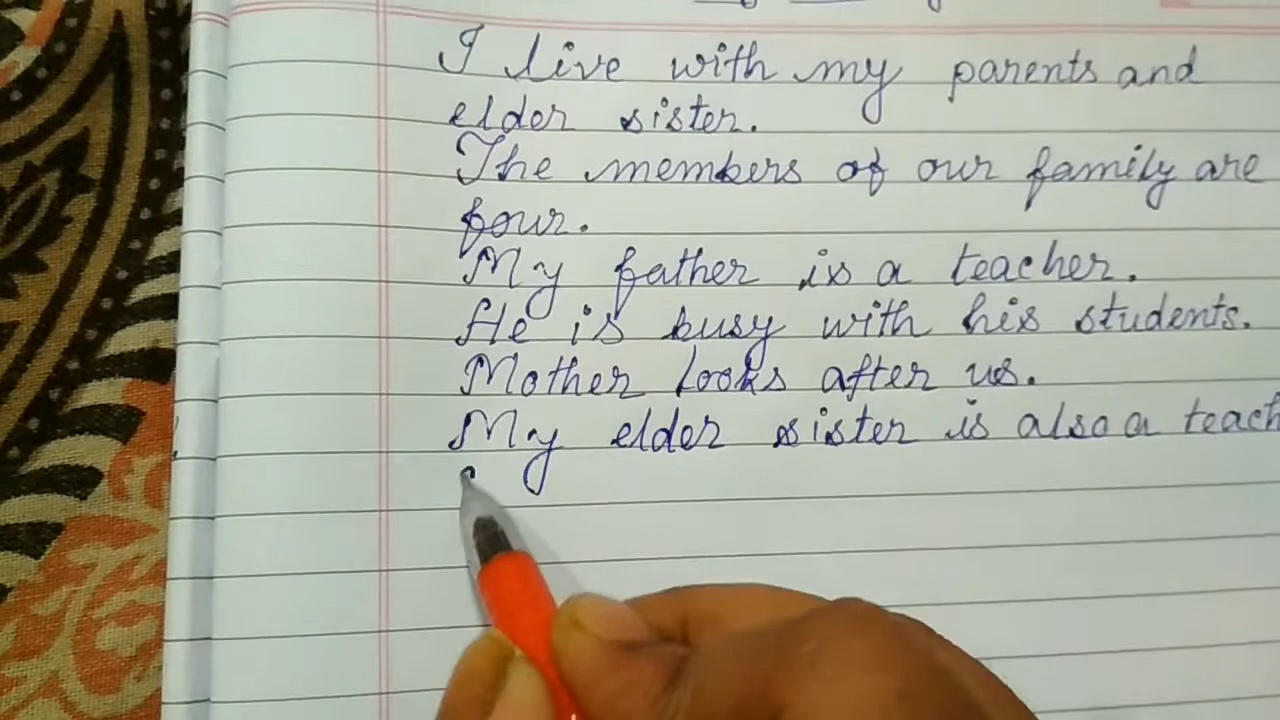 I live with my parents and
elder sister.
The members of our family are
four.
My father is a teacher.
He is busy with his students.
Mother looks after us.
My elder sister is also a teach